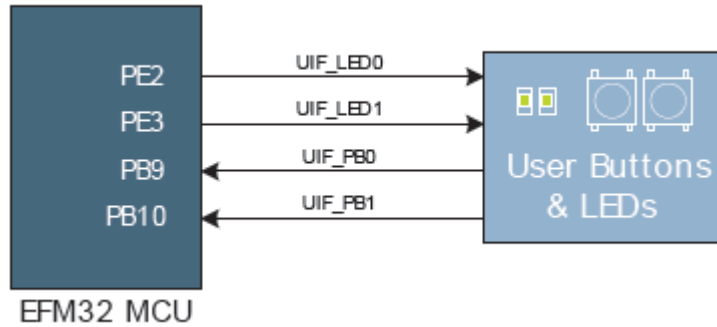 PE2
UIF_LED0
PE3
UIF_LED1
PB9
UIF_PB0
PB10
UIF_PB1
User Buttons
& LEDs
EFM32 MCU